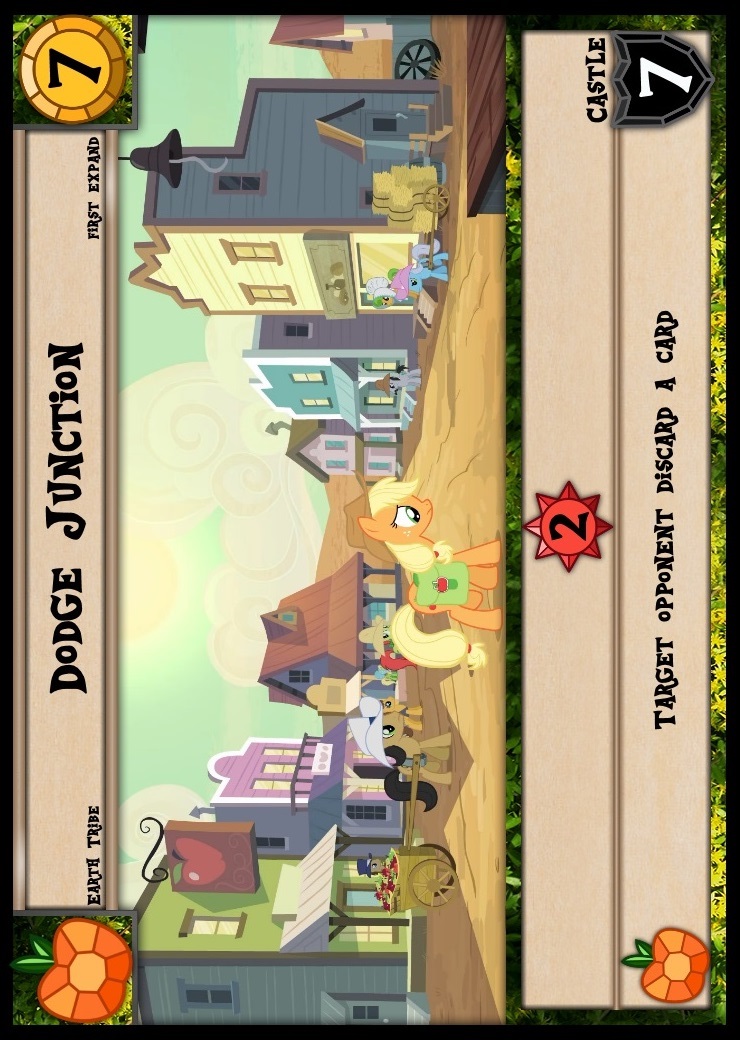 DODGE JUNCTION
7
EARTH TRIBE
FIRST EXPAND
CASTLE
7
2
TARGET OPPONENT DISCARD A CARD